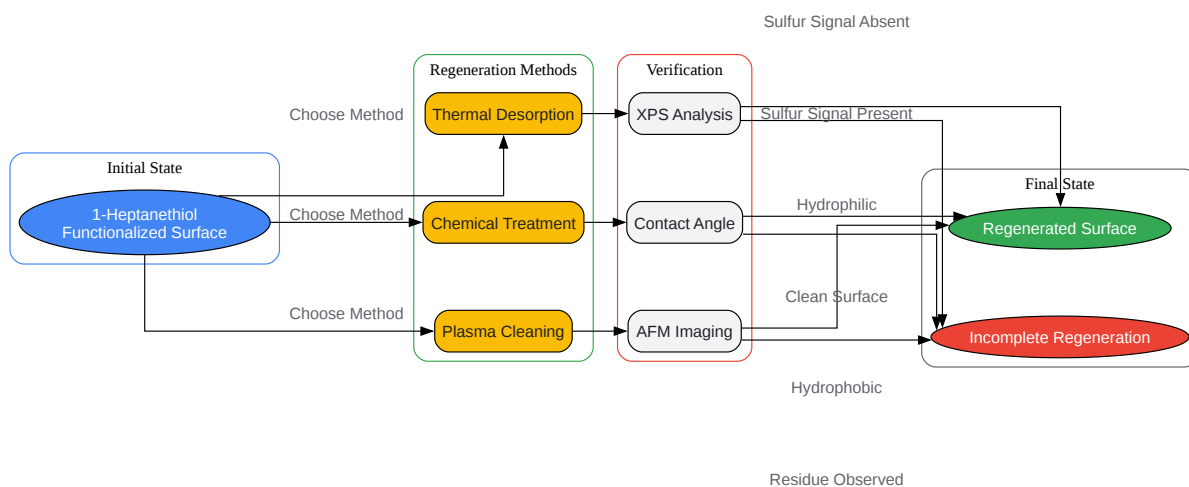 Sulfur Signal Absent
Regeneration Methods
Verification
Choose Method
Thermal Desorption
XPS Analysis
Sulfur Signal Present
Initial State
Final State
1-Heptanethiol
Functionalized Surface
Choose Method
Chemical Treatment
Contact Angle
Hydrophilic
Regenerated Surface
Clean Surface
Choose Method
Plasma Cleaning
AFM Imaging
Incomplete Regeneration
Hydrophobic
Residue Observed